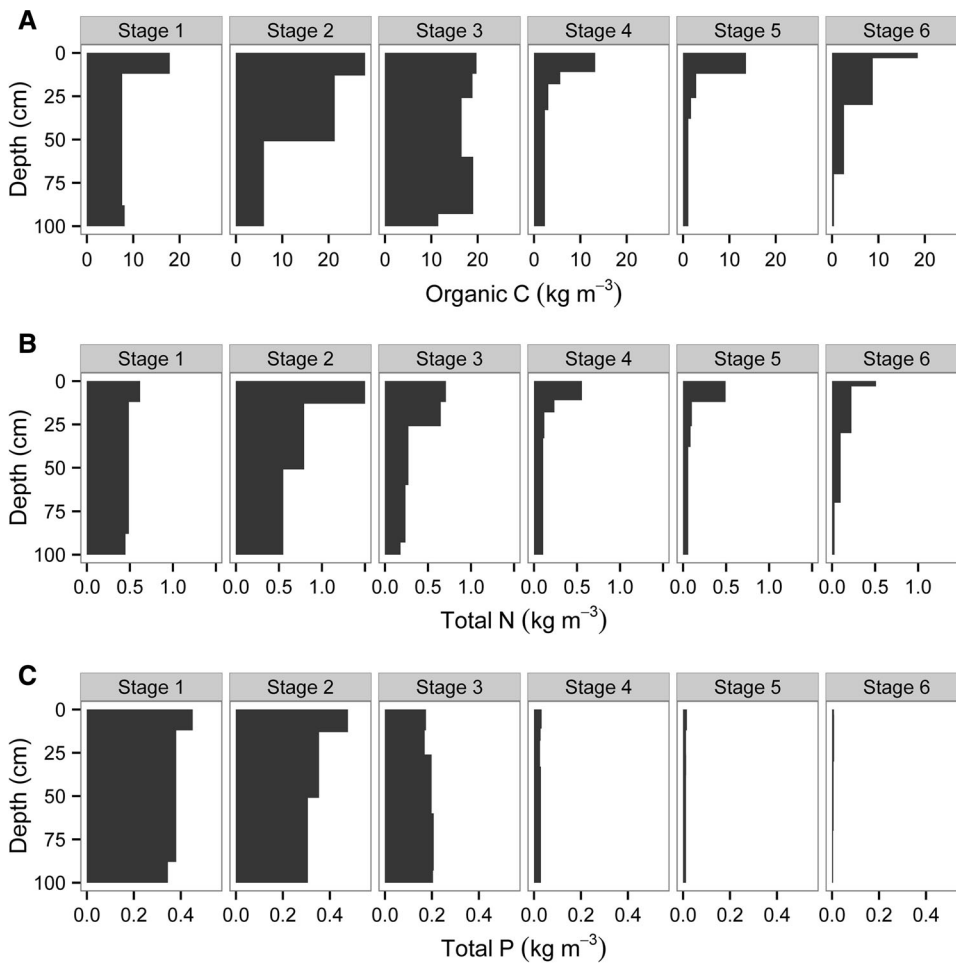 A
Stage 1 Stage 2 Stage 3 Stage 4 Stage 5 Stage 6
0
25
50
75
100
Depth (cm)
0 10 20 0 10 20 0 10 20 0 10 20 0 10 20 0 10 20
Organic C (kg m⁻³)
B
Stage 1 Stage 2 Stage 3 Stage 4 Stage 5 Stage 6
0
25
50
75
100
Depth (cm)
0.0 0.5 1.0 0.0 0.5 1.0 0.0 0.5 1.0 0.0 0.5 1.0 0.0 0.5 1.0 0.0 0.5 1.0
Total N (kg m⁻³)
C
Stage 1 Stage 2 Stage 3 Stage 4 Stage 5 Stage 6
0
25
50
75
100
Depth (cm)
0.0 0.2 0.4 0.0 0.2 0.4 0.0 0.2 0.4 0.0 0.2 0.4 0.0 0.2 0.4 0.0 0.2 0.4
Total P (kg m⁻³)